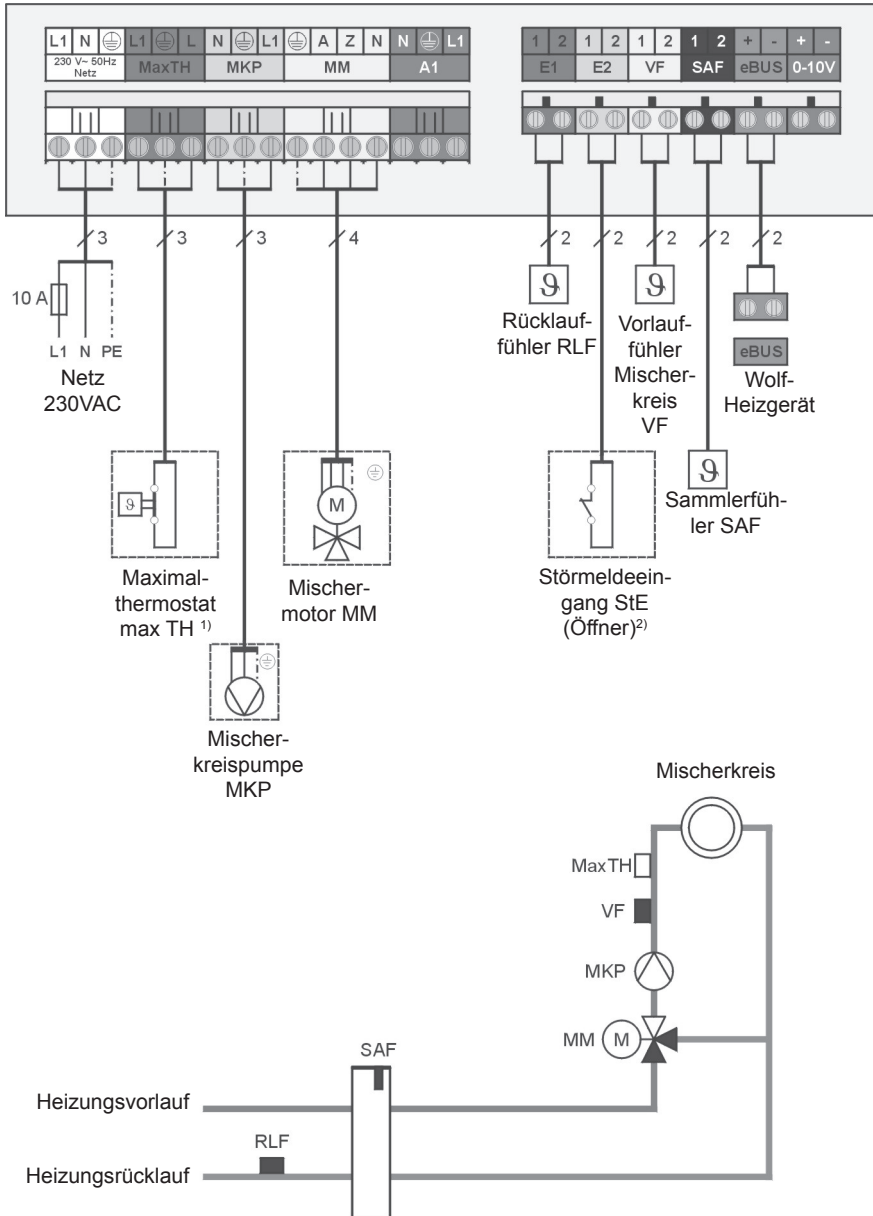 L1 N L1 L N L1 A Z N N L1
230 V~ 50Hz
Netz
MaxTH MKP MM A1
1 2 1 2 1 2 1 2 + - + -
E1 E2 VF SAF eBUS 0-10V
3 3 3 4 2 2 2 2 2
10 A
L1 N PE
Netz
230VAC
ϑ
Rücklauf-
fühler RLF
ϑ
Vorlauf-
fühler
Mischer-
kreis
VF
eBUS
Wolf-
Heizgerät
ϑ
Maximal-
thermostat
max TH 1)
M
Mischer-
motor MM
Störmeldeein-
gang StE
(Öffner)2)
ϑ
Sammlerfüh-
ler SAF
Mischer-
kreispumpe
MKP
Mischerkreis
MaxTH
VF
MKP
MM M
SAF
Heizungsvorlauf
RLF
Heizungsrücklauf